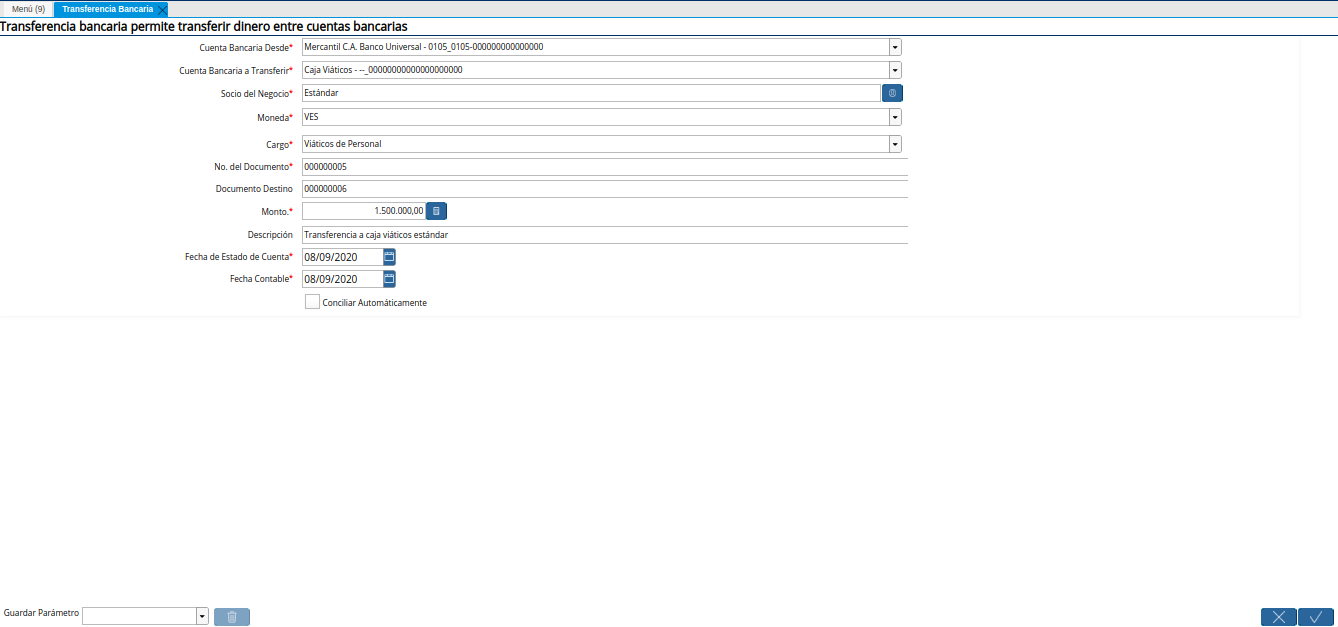 Menú (9) Transferencia Bancaria
Transferencia bancaria permite transferir dinero entre cuentas bancarias
Cuenta Bancaria Desde* Mercantil C.A. Banco Universal - 0105_0105-000000000000000
Cuenta Bancaria a Transferir* Caja Viáticos - --_00000000000000000000
Socio del Negocio* Estándar
Moneda* VES
Cargo* Viáticos de Personal
No. del Documento* 000000005
Documento Destino 000000006
Monto.* 1.500.000,00
Descripción Transferencia a caja viáticos estándar
Fecha de Estado de Cuenta* 08/09/2020
Fecha Contable* 08/09/2020
Conciliar Automáticamente
Guardar Parámetro